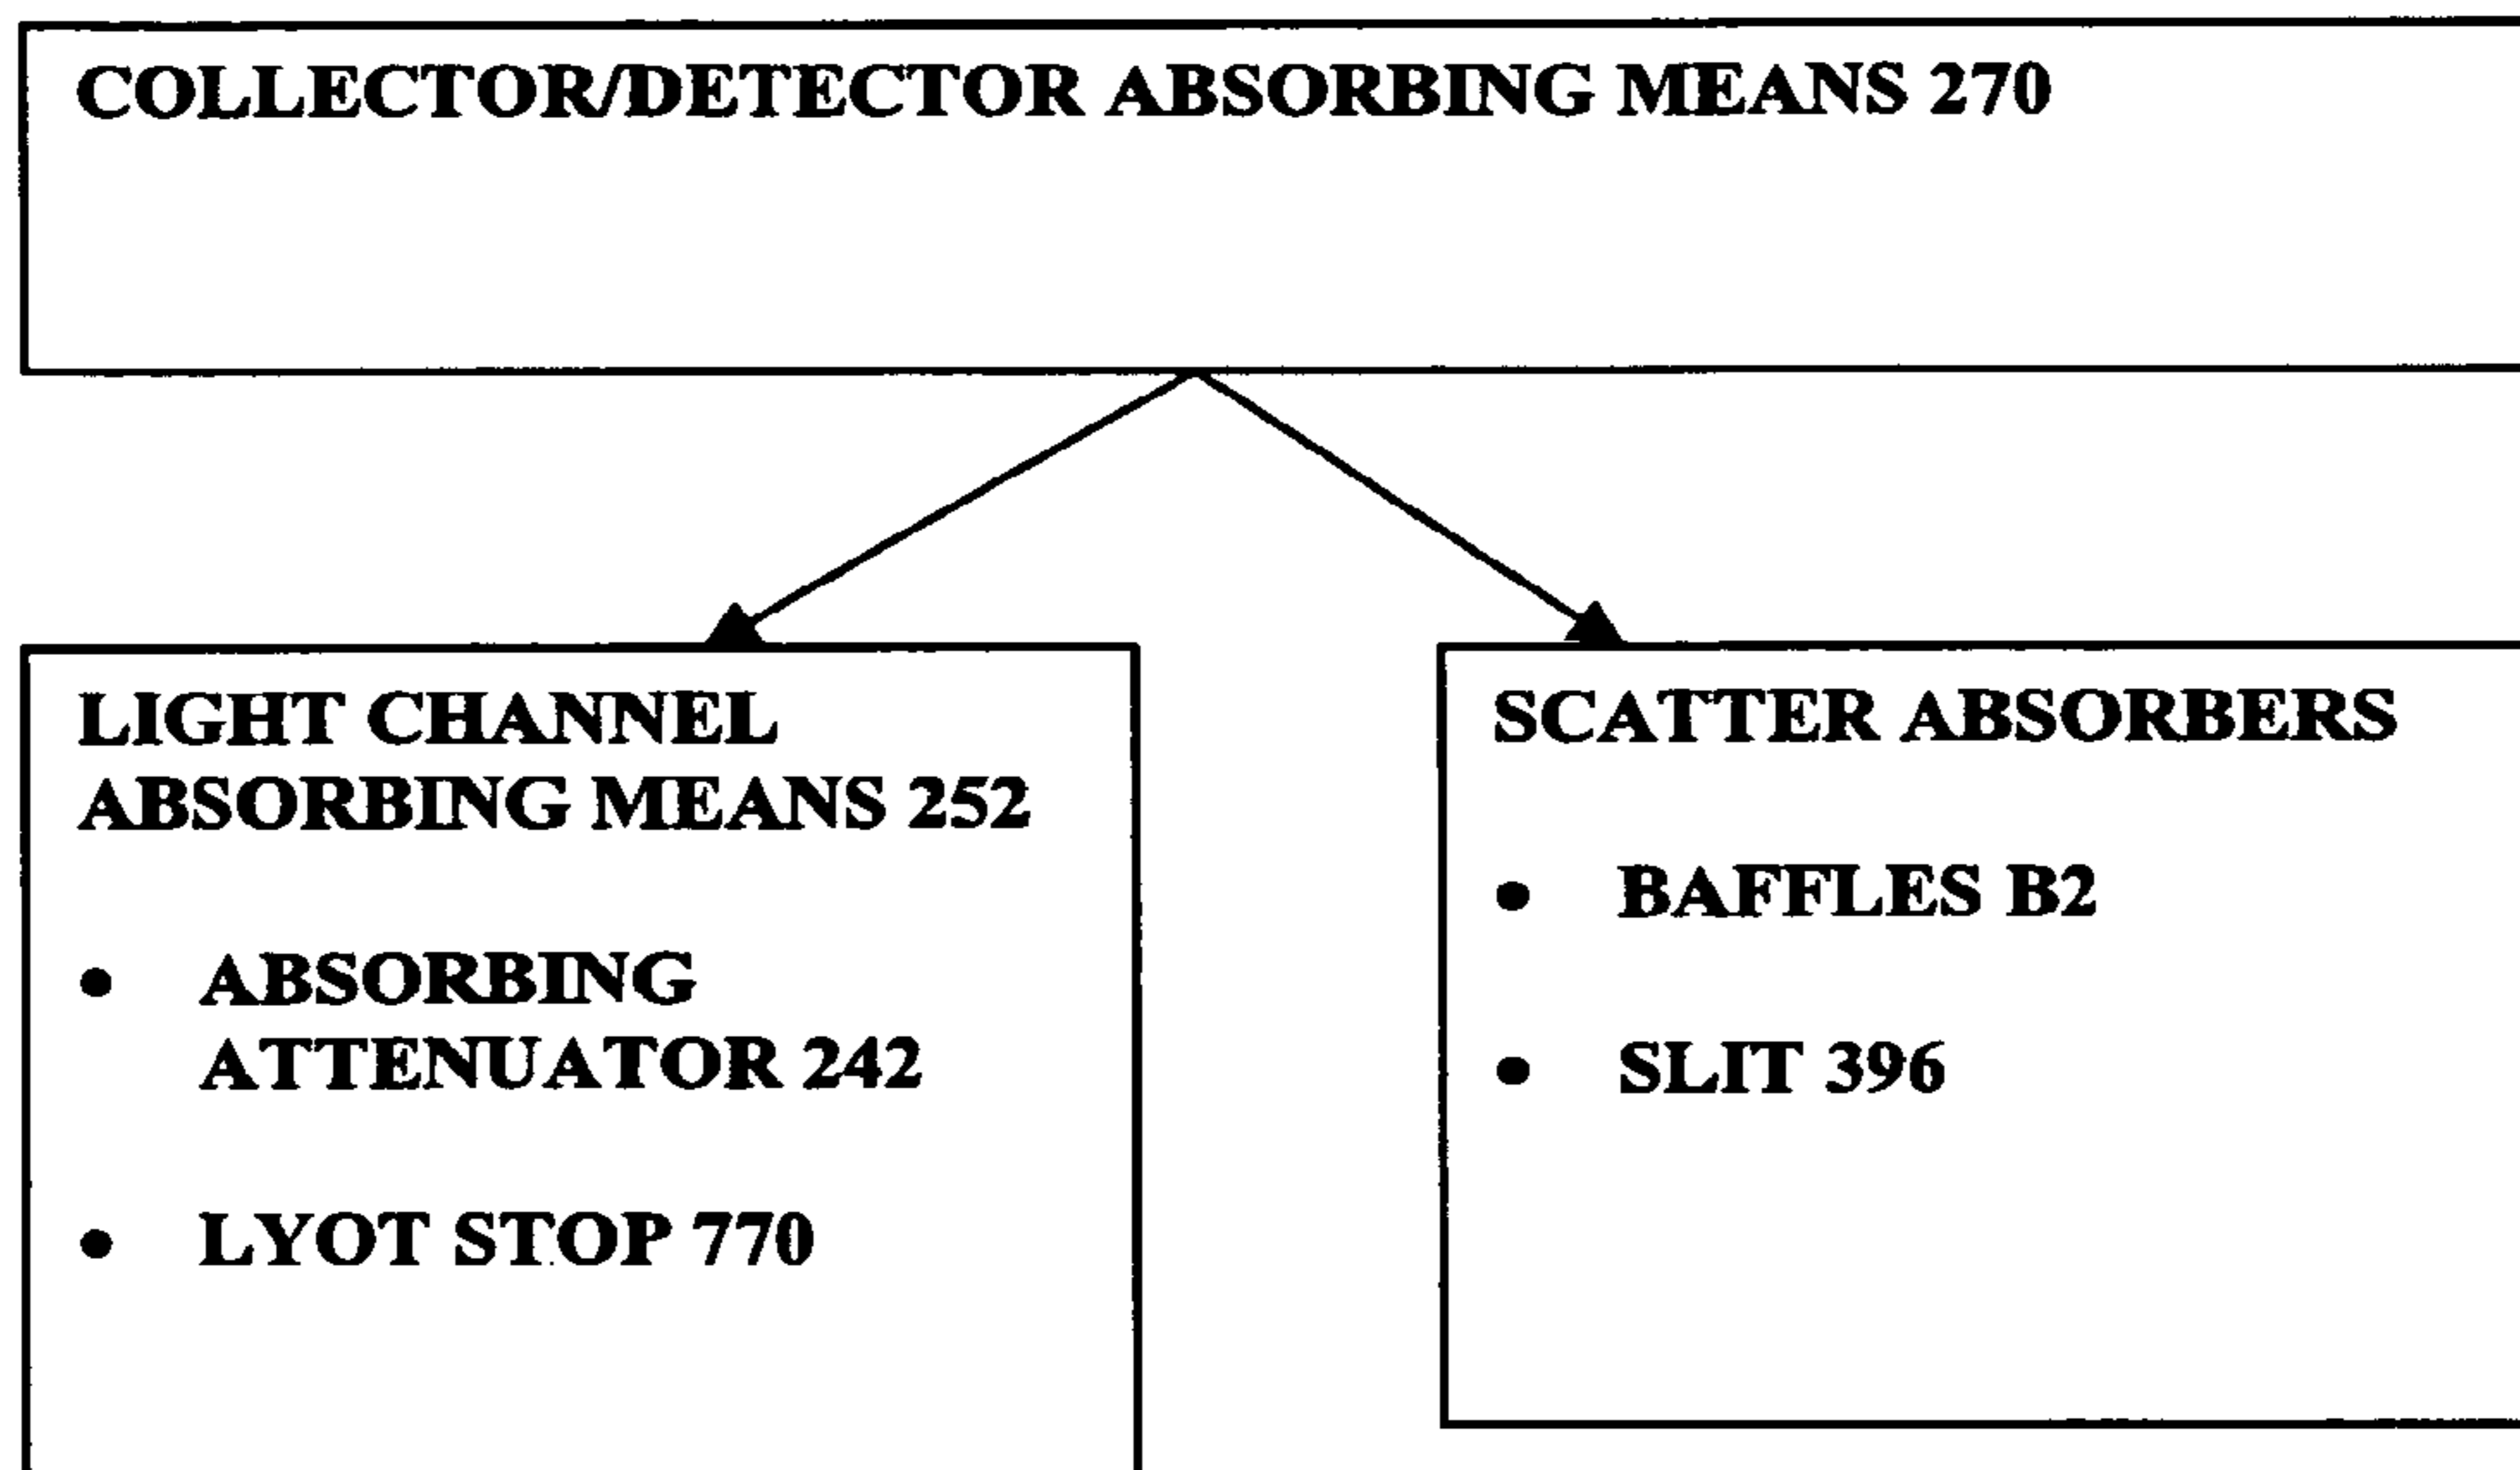 COLLECTOR/DETECTOR ABSORBING MEANS 270
LIGHT CHANNEL
ABSORBING MEANS 252
• ABSORBING
ATTENUATOR 242
• LYOT STOP 770
SCATTER ABSORBERS
• BAFFLES B2
• SLIT 396